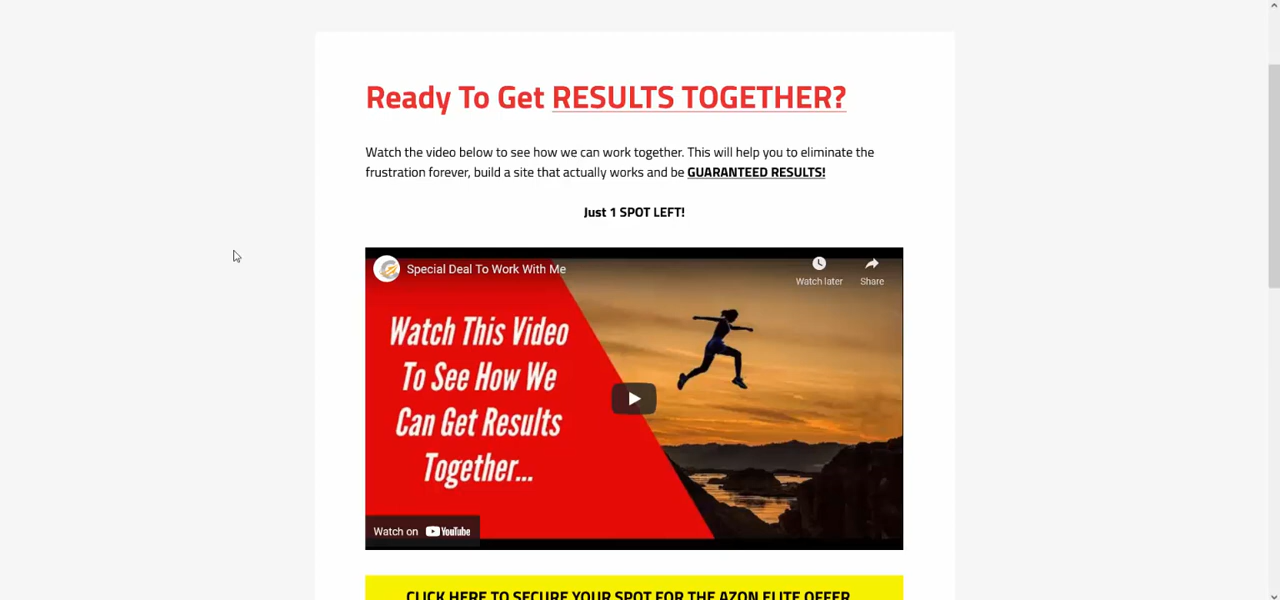 Ready To Get RESULTS TOGETHER?
Watch the video below to see how we can work together. This will help you to eliminate the
frustration forever, build a site that actually works and be GUARANTEED RESULTS!
Just 1 SPOT LEFT!
Special Deal To Work With Me
Watch later
Share
Watch This Video
To See How We
Can Get Results
Together...
Watch on YouTube
CLICK HERE TO SECURE YOUR SPOT FOR THE AZON ELITE OFFER